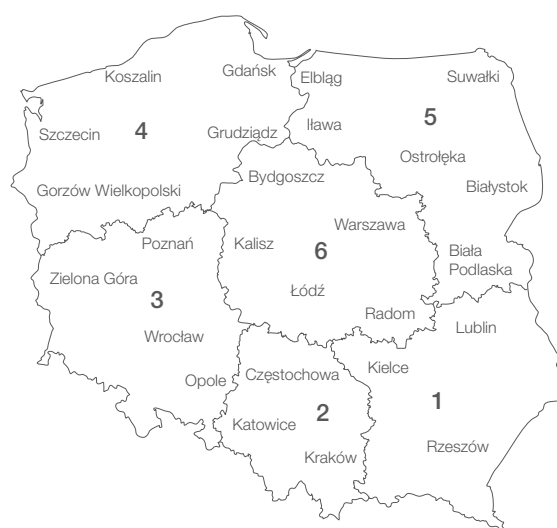 Koszalin
Gdańsk
Elbląg
Suwałki
Szczecin
4
Grudziądz
Iława
5
Ostrołęka
Gorzów Wielkopolski
Bydgoszcz
Białystok
Poznań
Kalisz
Warszawa
6
Biała
Podlaska
Zielona Góra
3
Łódź
Radom
Lublin
Wrocław
Opole
Częstochowa
Kielce
2
1
Katowice
Kraków
Rzeszów